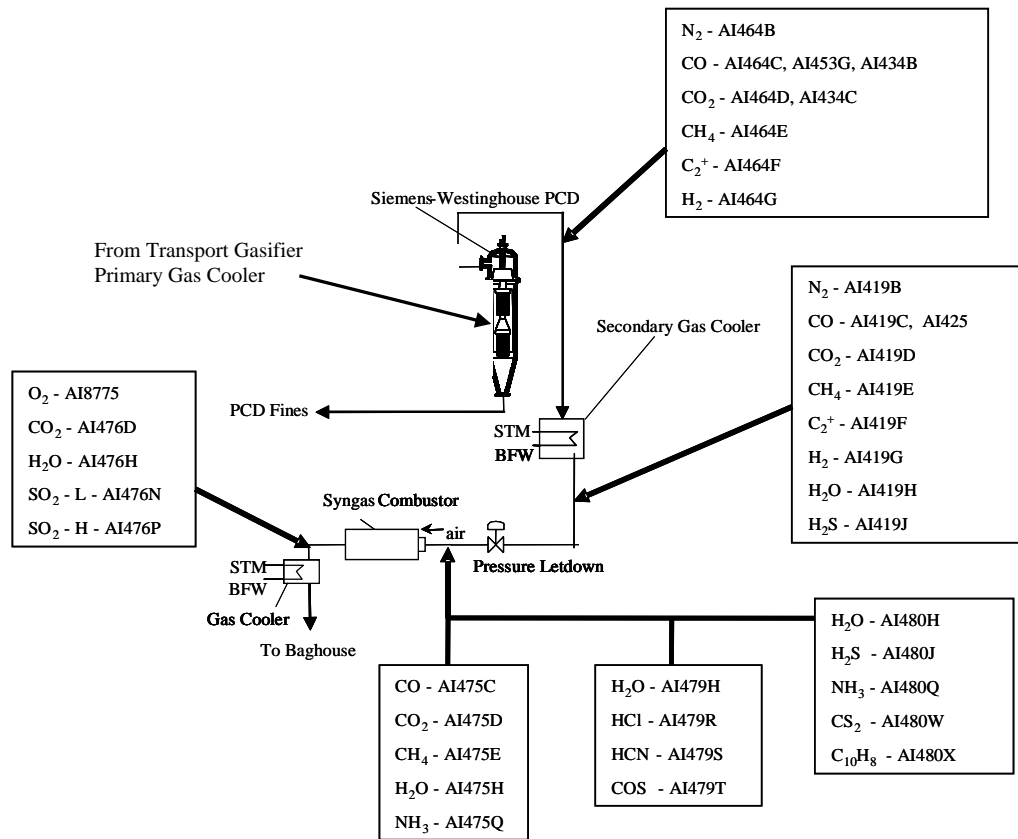 N₂ - AI464B
CO - AI464C, AI453G, AI434B
CO₂ - AI464D, AI434C
CH₄ - AI464E
C₂⁺ - AI464F
H₂ - AI464G
Siemens-Westinghouse PCD
From Transport Gasifier
Primary Gas Cooler
N₂ - AI419B
CO - AI419C, AI425
CO₂ - AI419D
CH₄ - AI419E
C₂⁺ - AI419F
H₂ - AI419G
H₂O - AI419H
H₂S - AI419J
Secondary Gas Cooler
PCD Fines
STM
BFW
O₂ - AI8775
CO₂ - AI476D
H₂O - AI476H
SO₂ - L - AI476N
SO₂ - H - AI476P
Syngas Combustor
air
Pressure Letdown
STM
BFW
Gas Cooler
To Baghouse
CO - AI475C
CO₂ - AI475D
CH₄ - AI475E
H₂O - AI475H
NH₃ - AI475Q
H₂O - AI479H
HCl - AI479R
HCN - AI479S
COS - AI479T
H₂O - AI480H
H₂S - AI480J
NH₃ - AI480Q
CS₂ - AI480W
C₁₀H₈ - AI480X